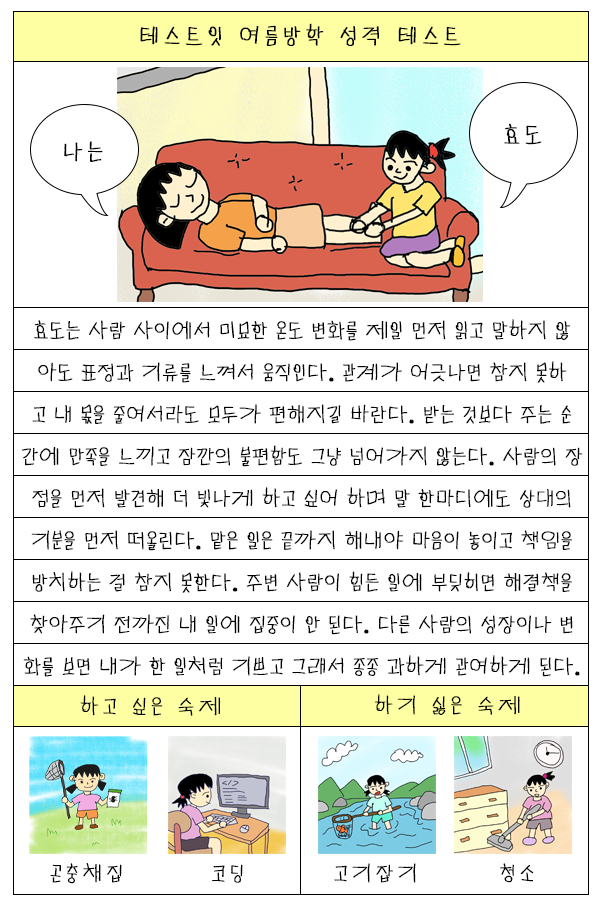 테스트잇 여름방학 성격 테스트
나는
효도
효도는 사람 사이에서 미묘한 온도 변화를 제일 먼저 읽고 말하지 않
아도 표정과 기류를 느껴서 움직인다. 관계가 어긋나면 참지 못하
고 내 몫을 줄여서라도 모두가 편해지길 바란다. 받는 것보다 주는 순
간에 만족을 느끼고 잠깐의 불편함도 그냥 넘어가지 않는다. 사람의 장
점을 먼저 발견해 더 빛나게 하고 싶어 하며 말 한마디에도 상대의
기분을 먼저 떠올린다. 맡은 일은 끝까지 해내야 마음이 놓이고 책임을
방치하는 걸 참지 못한다. 주변 사람이 힘든 일에 부딪히면 해결책을
찾아주기 전까진 내 일에 집중이 안 된다. 다른 사람의 성장이나 변
화를 보면 내가 한 일처럼 기쁘고 그래서 종종 과하게 관여하게 된다.
하고 싶은 숙제
하기 싫은 숙제
</>
곤충채집
코딩
고기잡기
청소